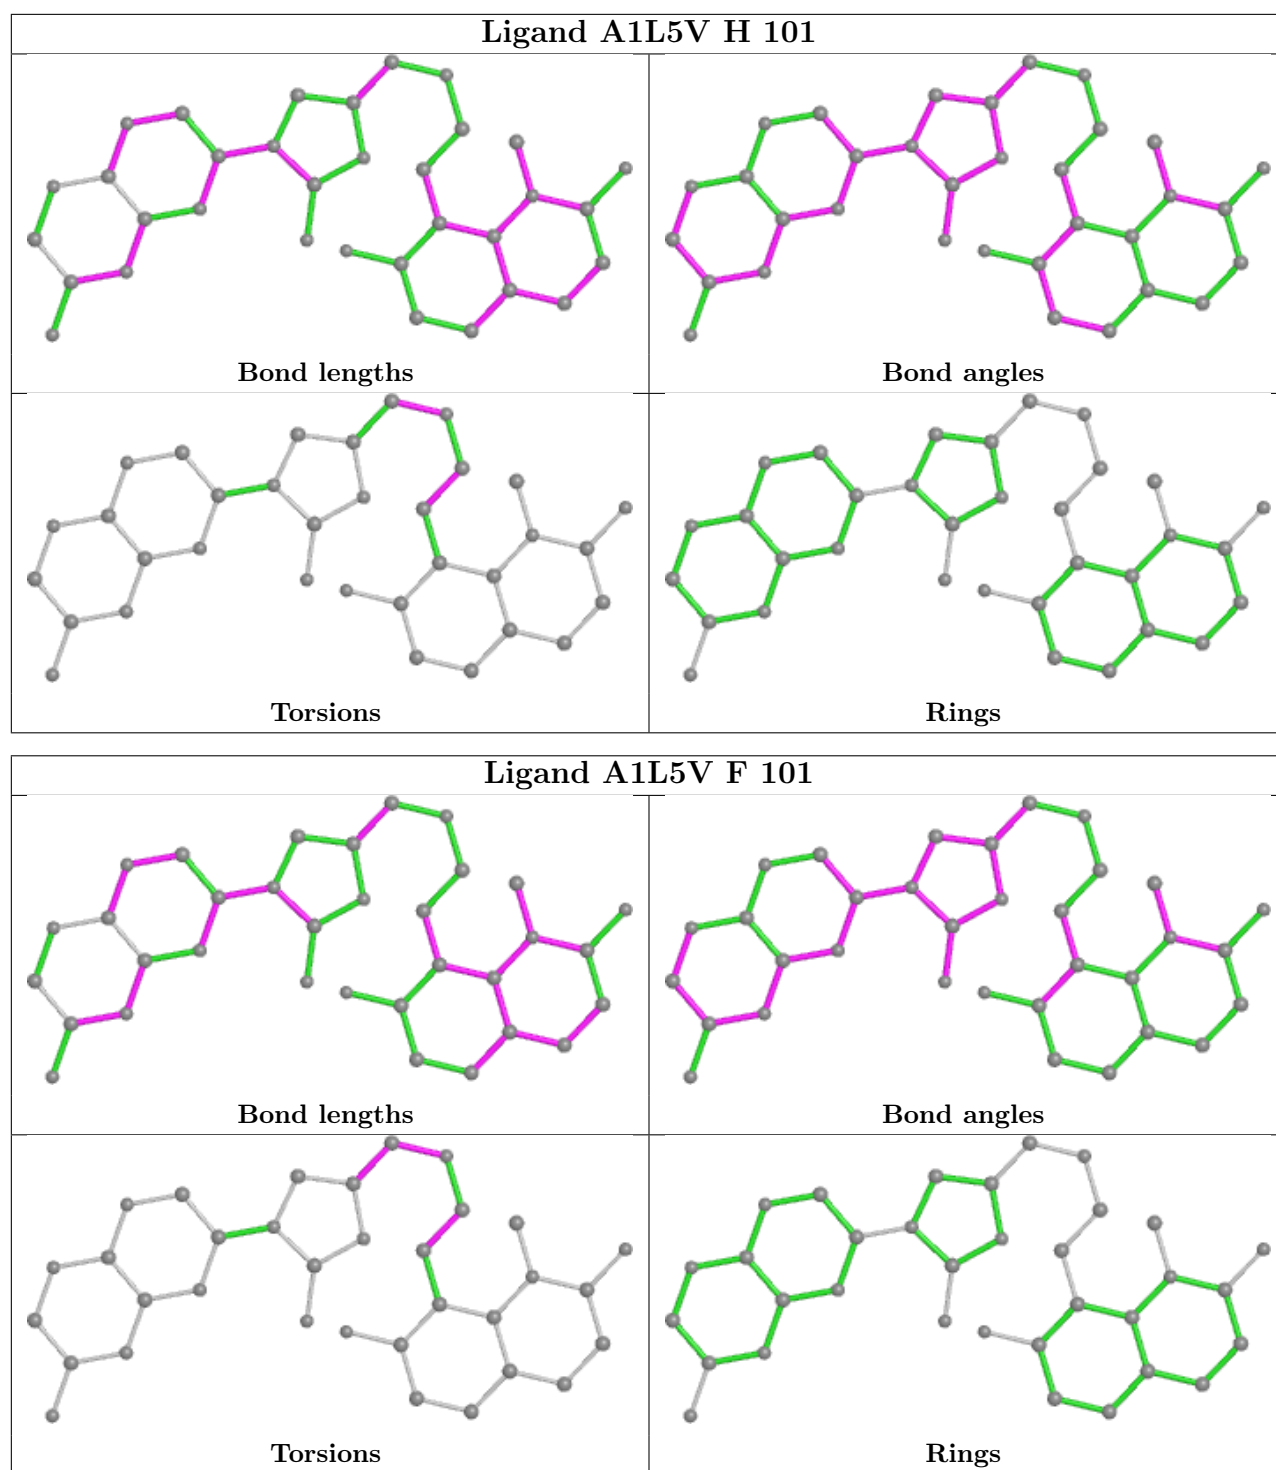 Ligand A1L5V H 101
Bond lengths Bond angles
Torsions Rings
Ligand A1L5V F 101
Bond lengths Bond angles
Torsions Rings